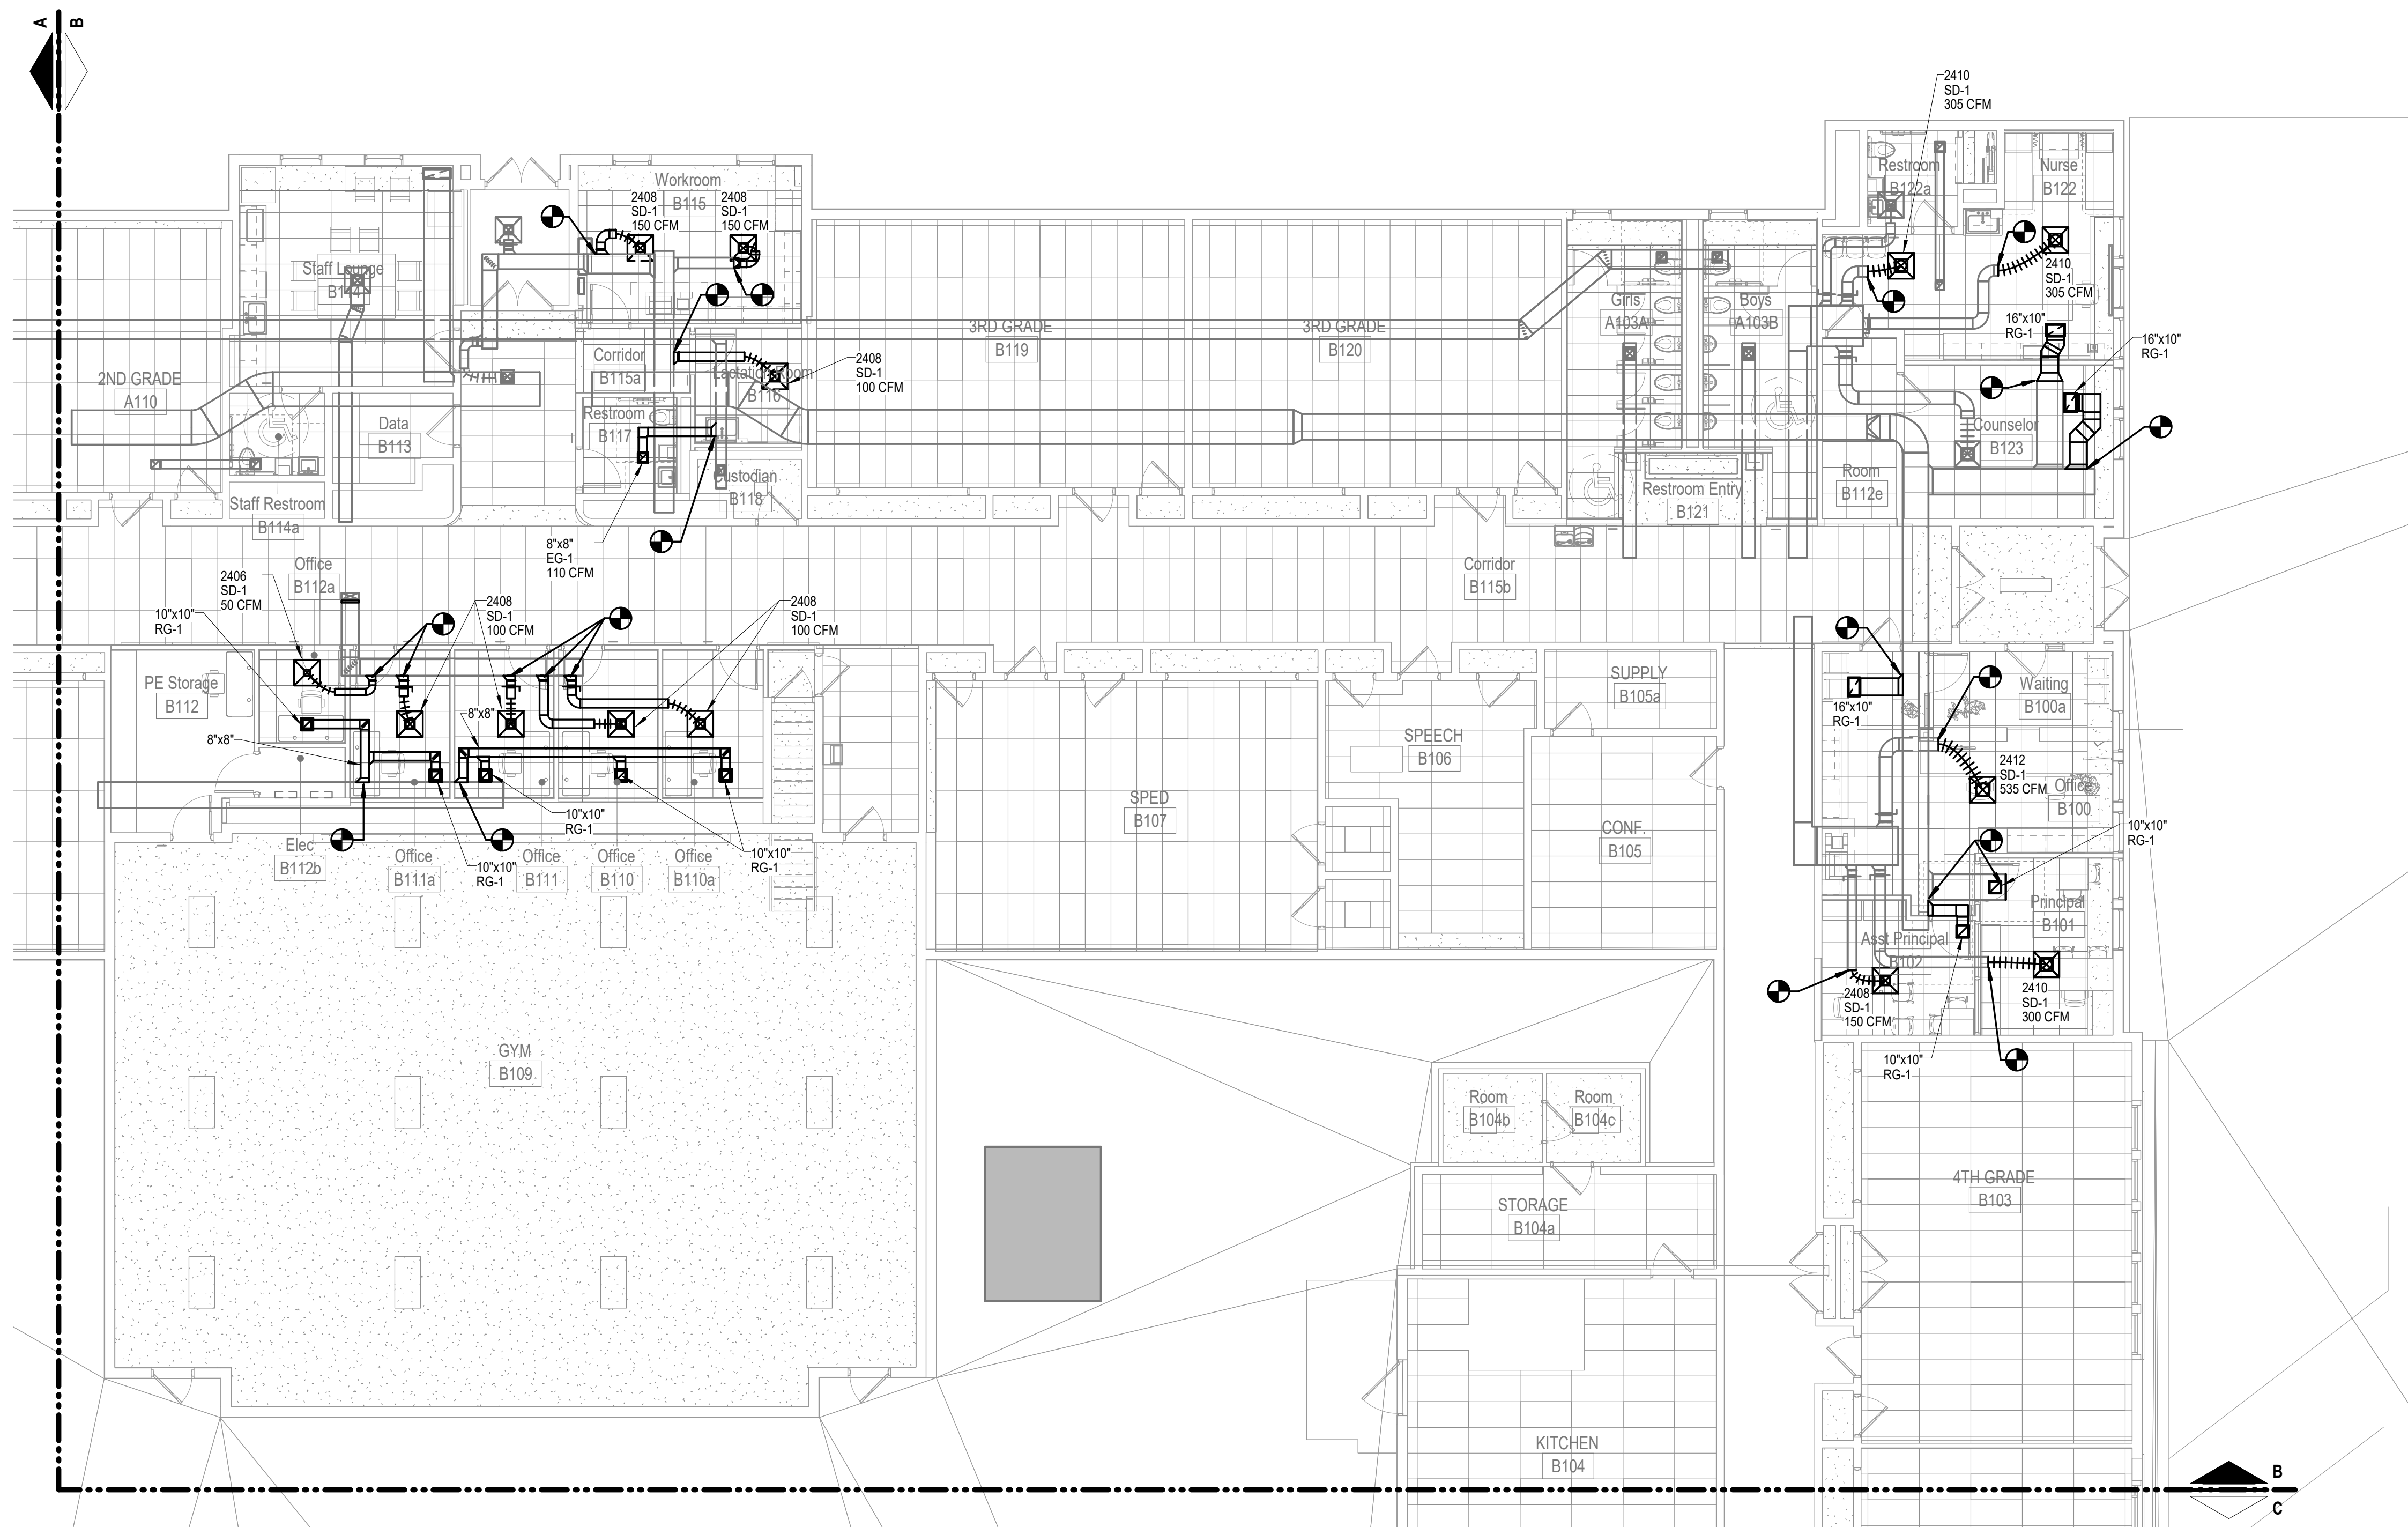 A
B
2410
SD-1
305 CFM
Workroom
B115
2408
SD-1
150 CFM
2408
SD-1
150 CFM
Restroom
B122a
Nurse
B122
2410
SD-1
305 CFM
Staff Lounge
B114
3RD GRADE
B119
3RD GRADE
B120
Girls
A103A
Boys
A103B
16"x10"
RG-1
16"x10"
RG-1
2ND GRADE
A110
Corridor
B115a
Lactation Room
B116
2408
SD-1
100 CFM
Data
B113
Restroom
B117
Counselor
B123
Custodian
B118
Room
B112e
Restroom Entry
B121
Staff Restroom
B114a
8"x8"
EG-1
110 CFM
Office
B112a
Corridor
B115b
2406
SD-1
50 CFM
10"x10"
RG-1
2408
SD-1
100 CFM
2408
SD-1
100 CFM
PE Storage
B112
8"x8"
8"x8"
SUPPLY
B105a
SPEECH
B106
16"x10"
RG-1
Waiting
B100a
2412
SD-1
535 CFM
Office
B100
SPED
B107
CONF.
B105
10"x10"
RG-1
10"x10"
RG-1
Elec
B112b
Office
B111a
10"x10"
RG-1
Office
B111
Office
B110
Office
B110a
10"x10"
RG-1
Principal
B101
Asst Principal
B102
2408
SD-1
150 CFM
2410
SD-1
300 CFM
10"x10"
RG-1
GYM
B109
Room
B104b
Room
B104c
4TH GRADE
B103
STORAGE
B104a
KITCHEN
B104
B
C